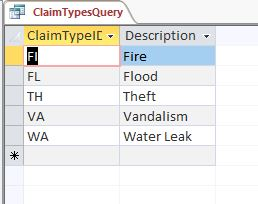 ClaimTypesQuery
ClaimTypeID Description
FI Fire
FL Flood
TH Theft
VA Vandalism
WA Water Leak